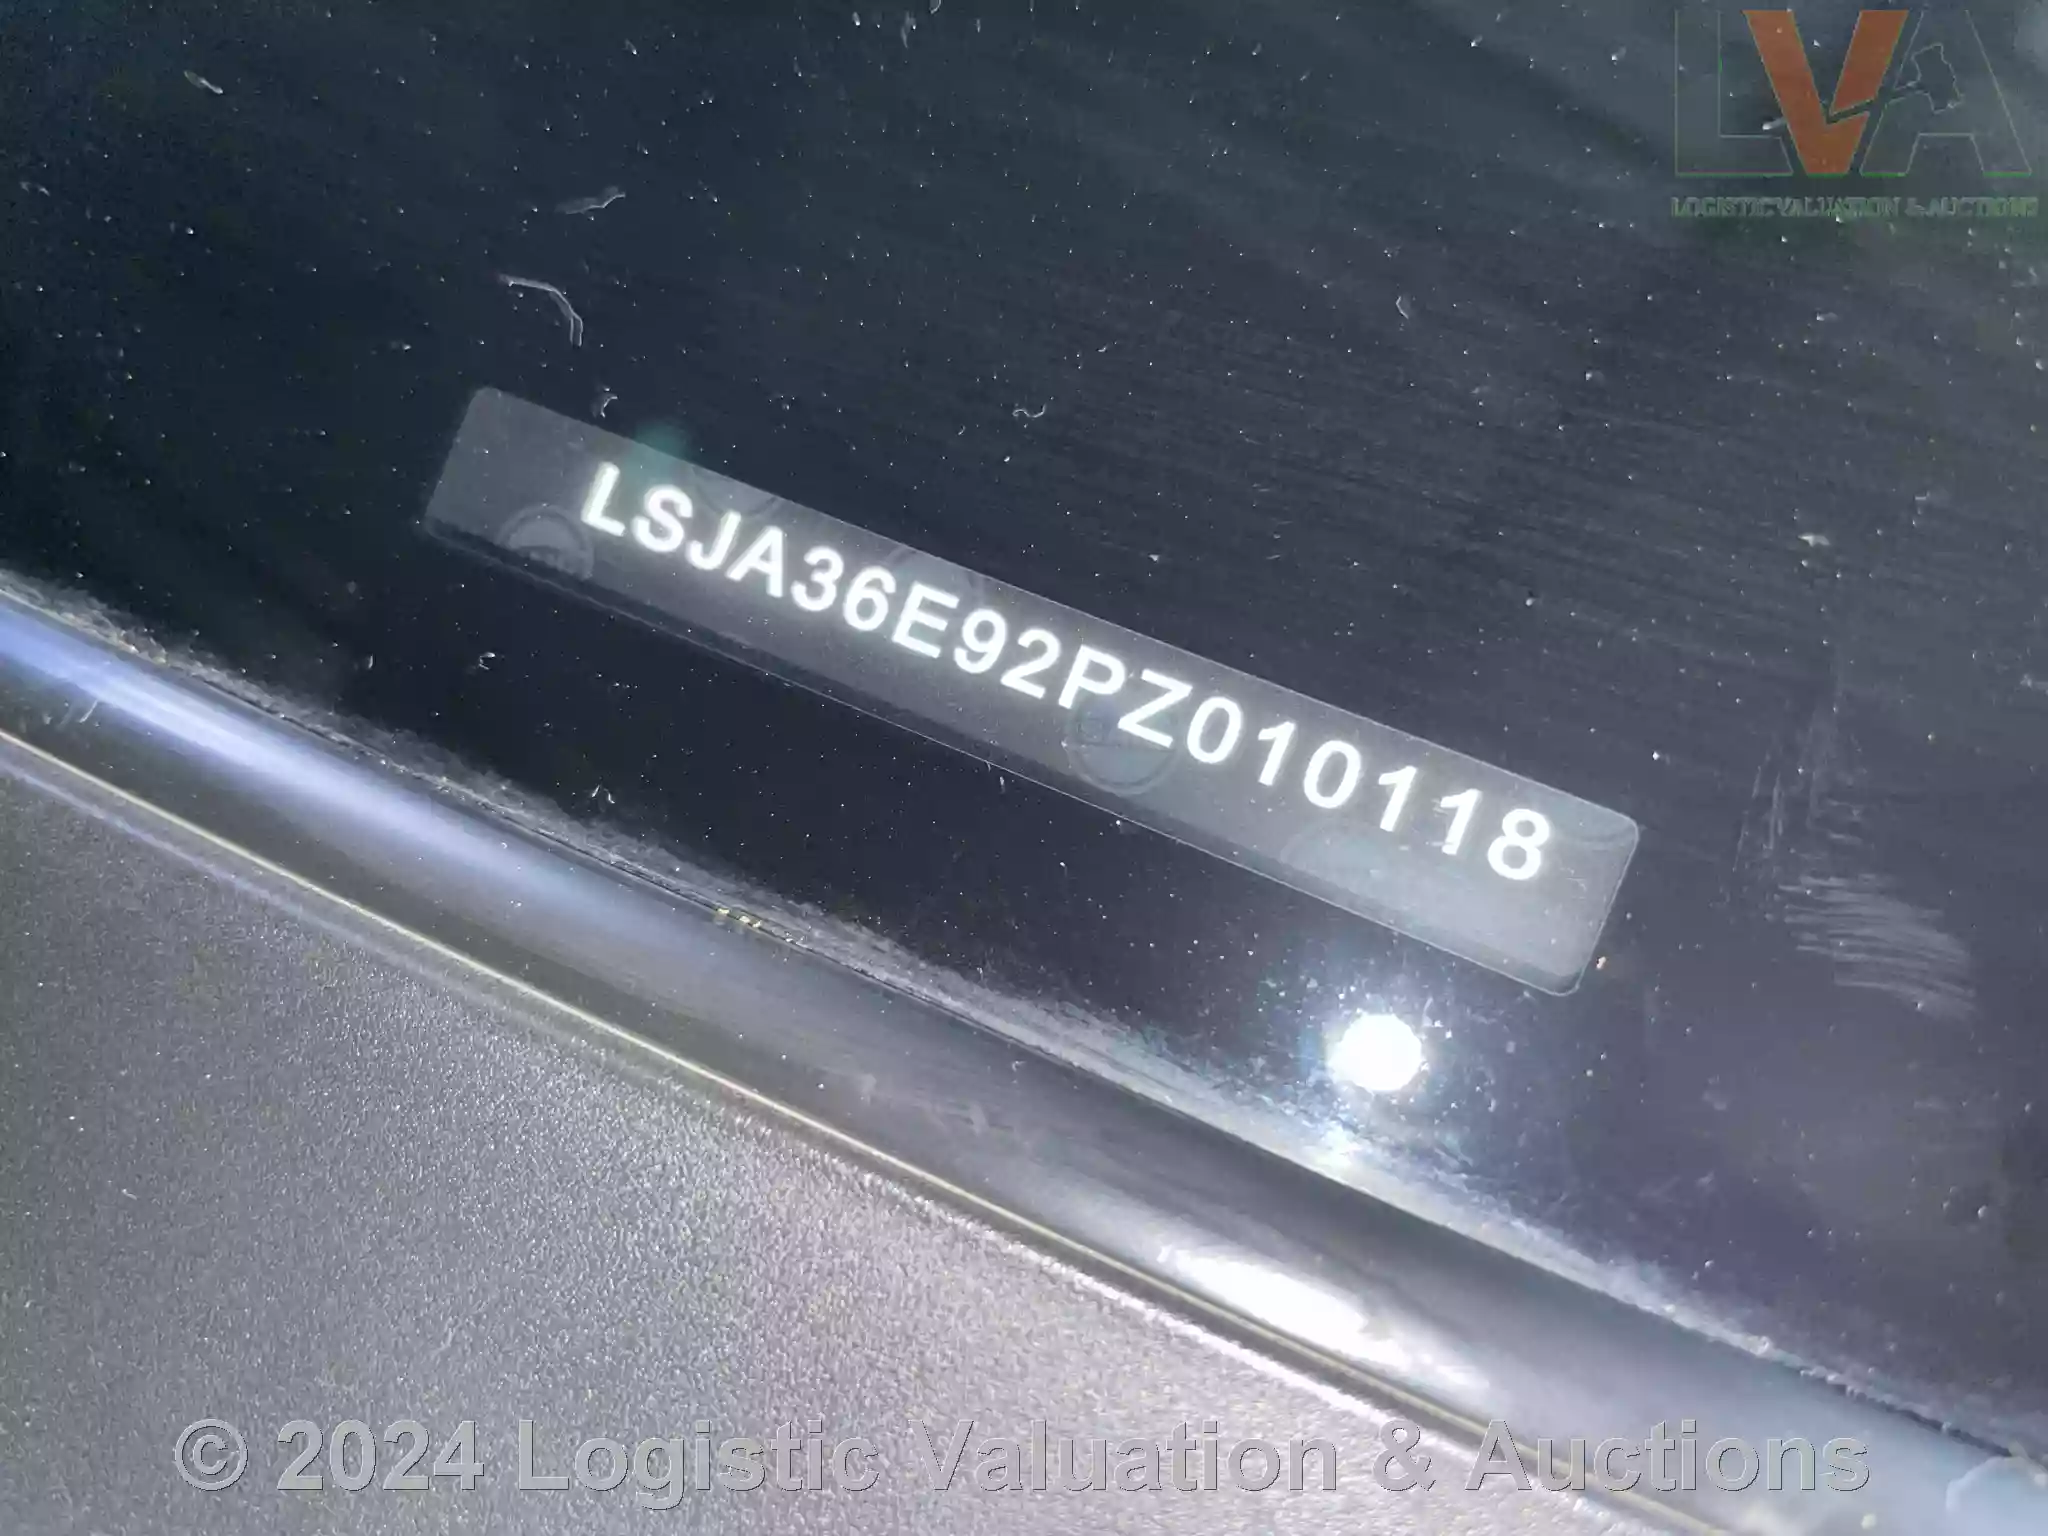 LVA
LOGISTIC VALUATION & AUCTIONS
LSJA36E92PZ010118
© 2024 Logistic Valuation & Auctions